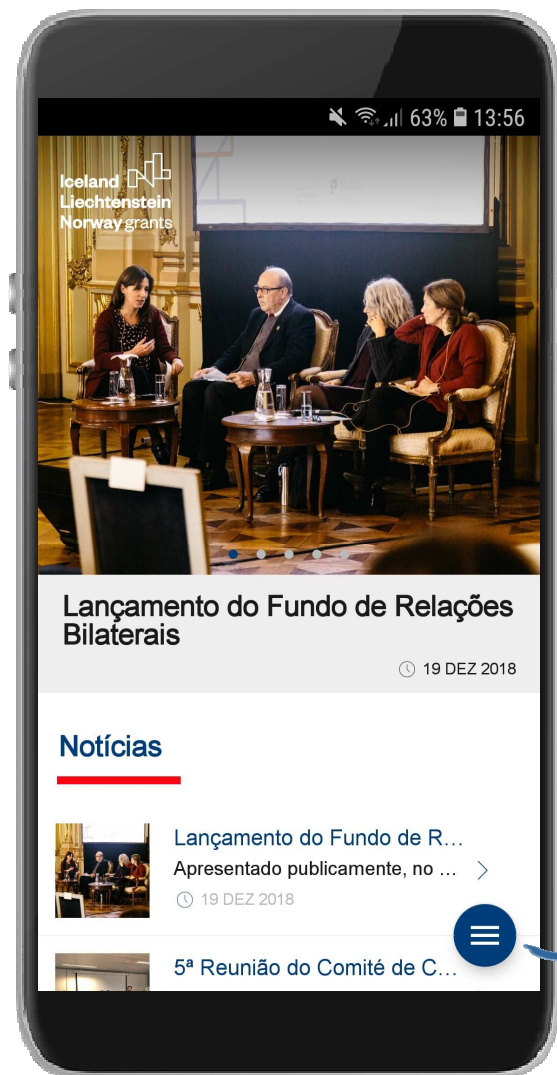 63% 13:56
Iceland
Liechtenstein
Norway grants
Lançamento do Fundo de Relações
Bilaterais
19 DEZ 2018
Notícias
Lançamento do Fundo de R...
Apresentado publicamente, no ...
19 DEZ 2018
5ª Reunião do Comité de C...